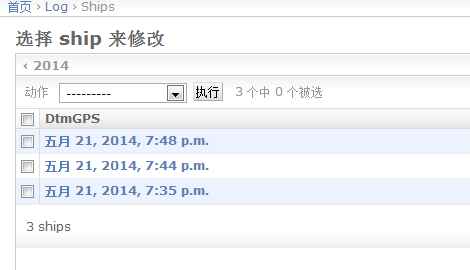 首页 › Log › Ships
选择 ship 来修改
‹ 2014
动作 --------- 执行 3 个中 0 个被选
DtmGPS
五月 21, 2014, 7:48 p.m.
五月 21, 2014, 7:44 p.m.
五月 21, 2014, 7:35 p.m.
3 ships